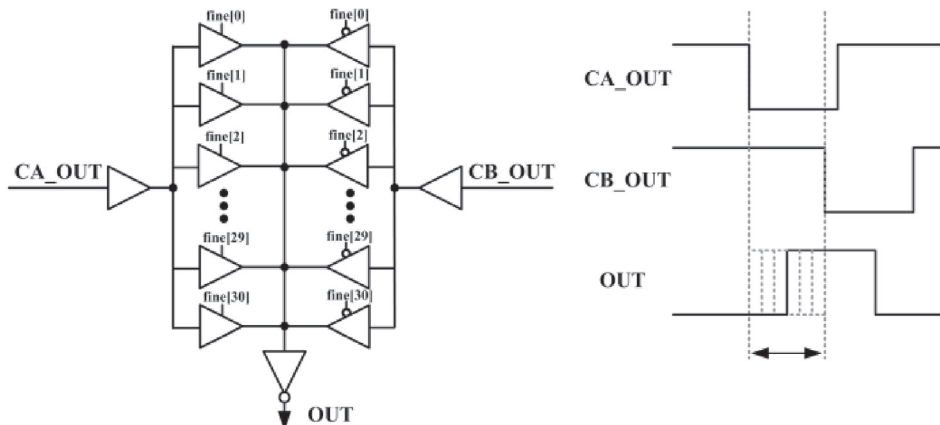 fine[0]
fine[0]
fine[1]
fine[1]
fine[2]
fine[2]
CA_OUT
CB_OUT
fine[29]
fine[29]
fine[30]
fine[30]
OUT
CA_OUT
CB_OUT
OUT